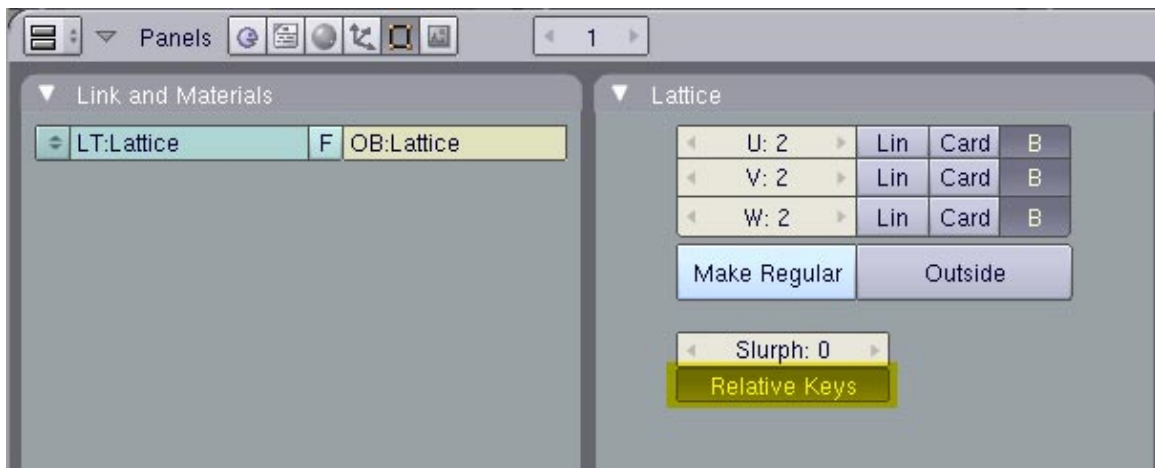 Panels 1
Link and Materials
LT:Lattice F OB:Lattice
Lattice
U: 2 Lin Card B
V: 2 Lin Card B
W: 2 Lin Card B
Make Regular Outside
Slurph: 0
Relative Keys